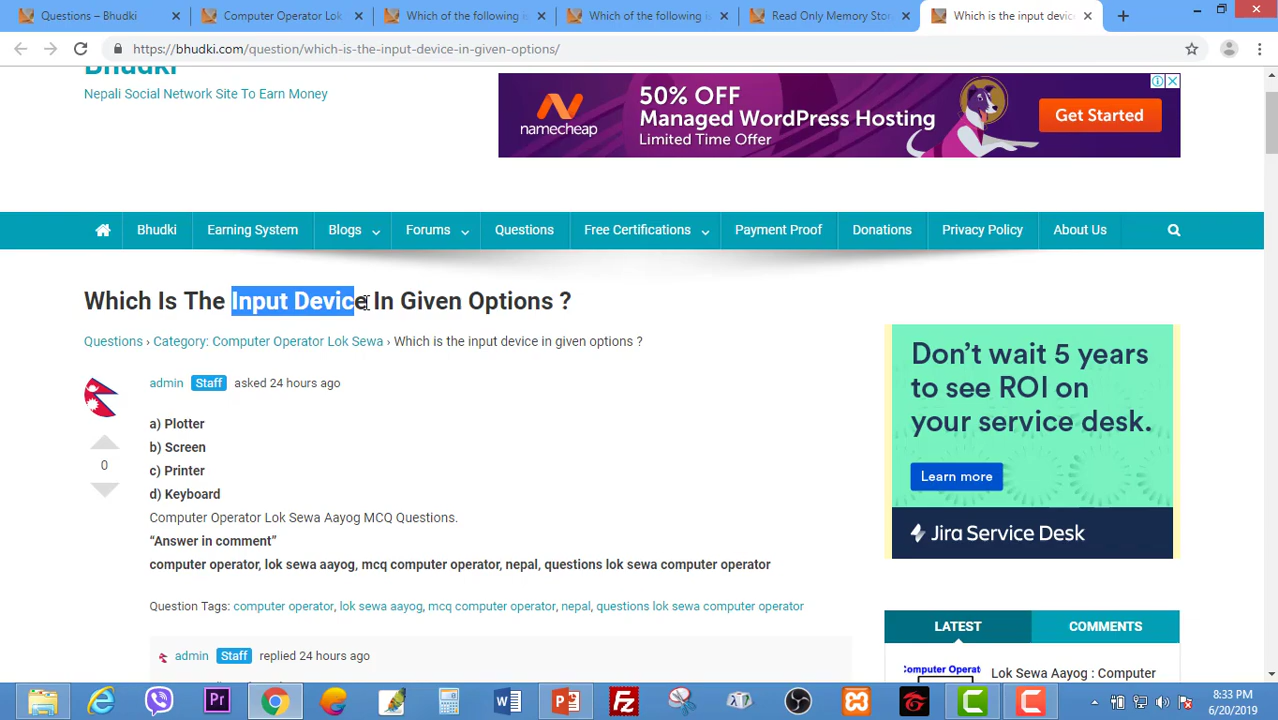 Questions – Bhudki
Computer Operator Lok
Which of the following i
Which of the following i
Read Only Memory Stor
Which is the input device
https://bhudki.com/question/which-is-the-input-device-in-given-options/
Bhudki
Nepali Social Network Site To Earn Money
namecheap
50% OFF
Managed WordPress Hosting
Limited Time Offer
Get Started
Bhudki
Earning System
Blogs
Forums
Questions
Free Certifications
Payment Proof
Donations
Privacy Policy
About Us
Which Is The Input Device In Given Options ?
Questions › Category: Computer Operator Lok Sewa › Which is the input device in given options ?
admin Staff asked 24 hours ago
0
a) Plotter
b) Screen
c) Printer
d) Keyboard
Computer Operator Lok Sewa Aayog MCQ Questions.
“Answer in comment”
computer operator, lok sewa aayog, mcq computer operator, nepal, questions lok sewa computer operator
Question Tags: computer operator, lok sewa aayog, mcq computer operator, nepal, questions lok sewa computer operator
admin Staff replied 24 hours ago
Don’t wait 5 years
to see ROI on
your service desk.
Learn more
Jira Service Desk
LATEST
COMMENTS
Computer Operat
Lok Sewa Aayog : Computer
8:33 PM
6/20/2019